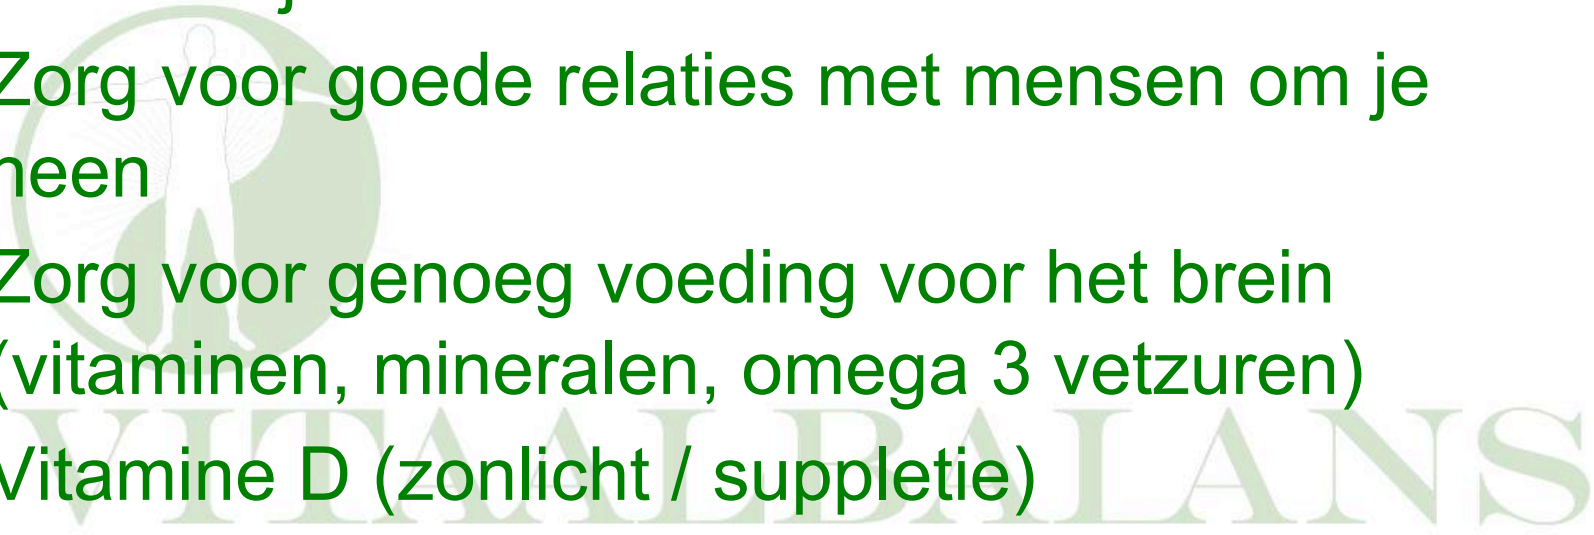 Zorg voor goede relaties met mensen om je
heen
Zorg voor genoeg voeding voor het brein
(vitaminen, mineralen, omega 3 vetzuren)
Vitamine D (zonlicht / suppletie)
VITAALBALANS